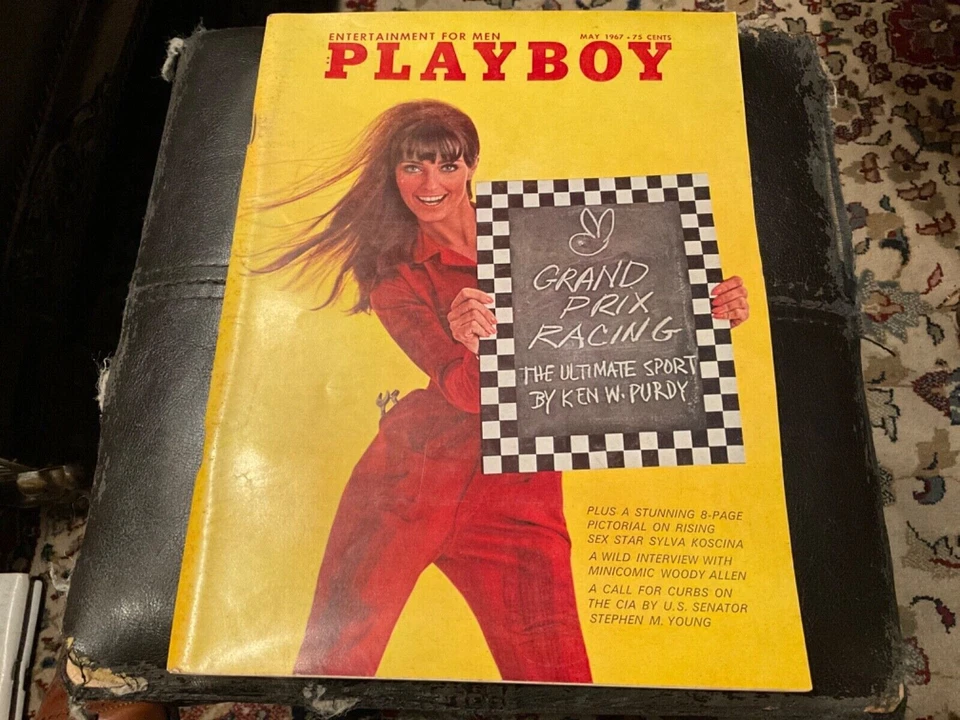 ENTERTAINMENT FOR MEN
MAY 1967 • 75 CENTS
PLAYBOY
GRAND
PRIX
RACING
THE ULTIMATE SPORT
BY KEN W. PURDY
PLUS A STUNNING 8-PAGE
PICTORIAL ON RISING
SEX STAR SYLVA KOSCINA
A WILD INTERVIEW WITH
MINICOMIC WOODY ALLEN
A CALL FOR CURBS ON
THE CIA BY U.S. SENATOR
STEPHEN M. YOUNG